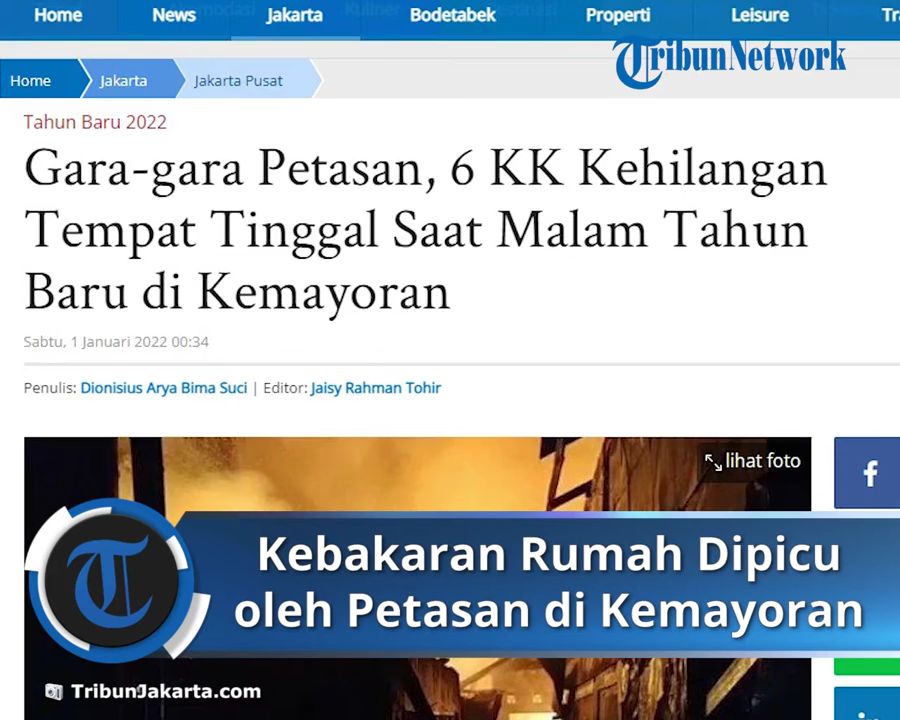 Home News Jakarta Bodetabek Properti Leisure
TribunNetwork
Home Jakarta Jakarta Pusat
Tahun Baru 2022
Gara-gara Petasan, 6 KK Kehilangan
Tempat Tinggal Saat Malam Tahun
Baru di Kemayoran
Sabtu, 1 Januari 2022 00:34
Penulis: Dionisius Arya Bima Suci | Editor: Jaisy Rahman Tohir
lihat foto
f
Kebakaran Rumah Dipicu
oleh Petasan di Kemayoran
T
TribunJakarta.com
in